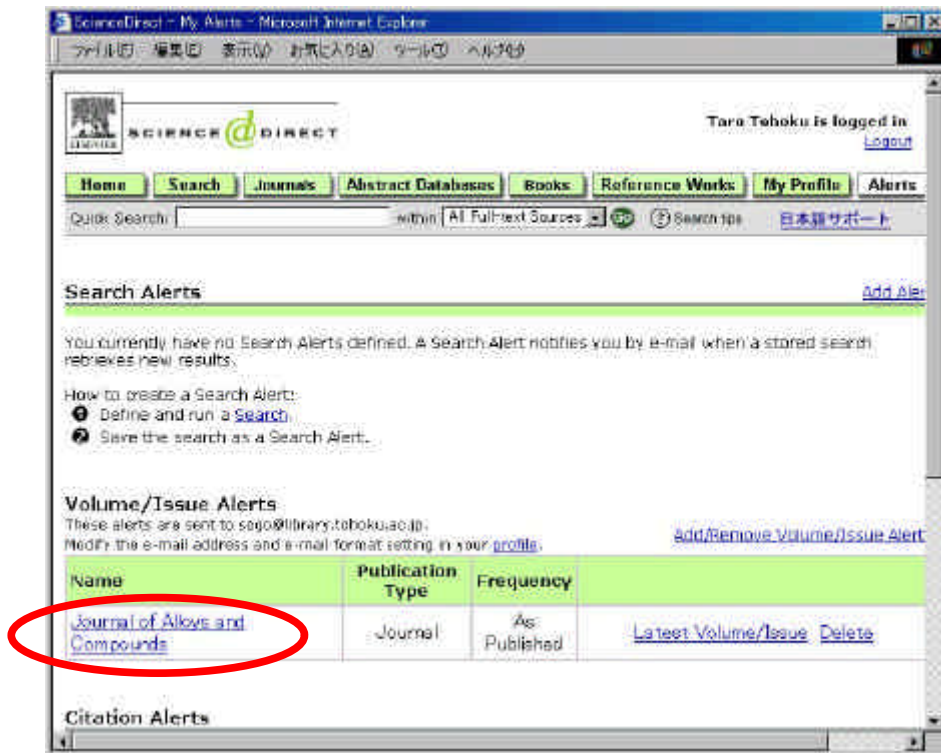 ScienceDirect - My Alerts - Microsoft Internet Explorer
ファイル(F) 編集(E) 表示(V) お気に入り(A) ツール(T) ヘルプ(H)
SCIENCE @ DIRECT
ELSEVIER
Taro Tohoku is logged in
Logout
Home Search Journals Abstract Databases Books Reference Works My Profile Alerts
Quick Search: within All Full-text Sources Go ? Search tips 日本語サポート
Search Alerts Add Aler
You currently have no Search Alerts defined. A Search Alert notifies you by e-mail when a stored search
retrieves new results.
How to create a Search Alert:
1 Define and run a Search.
2 Save the search as a Search Alert.
Volume/Issue Alerts
These alerts are sent to sogo@library.tohoku.ac.jp.
Modify the e-mail address and e-mail format setting in your profile.
Add/Remove Volume/Issue Alert
Name Publication Type Frequency
Journal of Alloys and
Compounds
Journal As Published Latest Volume/Issue Delete
Citation Alerts